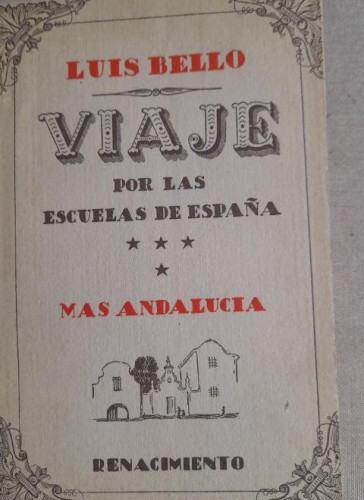 LUIS BELLO
VIAJE
POR LAS
ESCUELAS DE ESPAÑA
MAS ANDALUCIA
RENACIMIENTO